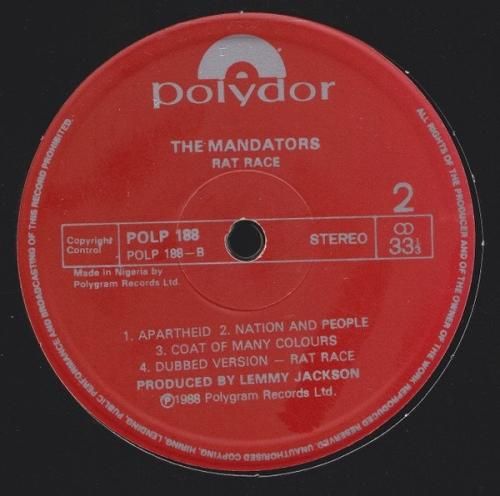 polydor
THE MANDATORS
RAT RACE
2
Copyright
Control
POLP 188
POLP 188-B
STEREO
33⅓
Made in Nigeria by
Polygram Records Ltd.
1. APARTHEID 2. NATION AND PEOPLE
3. COAT OF MANY COLOURS
4. DUBBED VERSION – RAT RACE
PRODUCED BY LEMMY JACKSON
Ⓟ1988 Polygram Records Ltd.
ALL RIGHTS OF THE PRODUCER AND OF THE OWNER OF THE WORK REPRODUCED RESERVED. UNAUTHORISED COPYING, HIRING, LENDING, PUBLIC PERFORMANCE AND BROADCASTING OF THIS RECORD PROHIBITED.